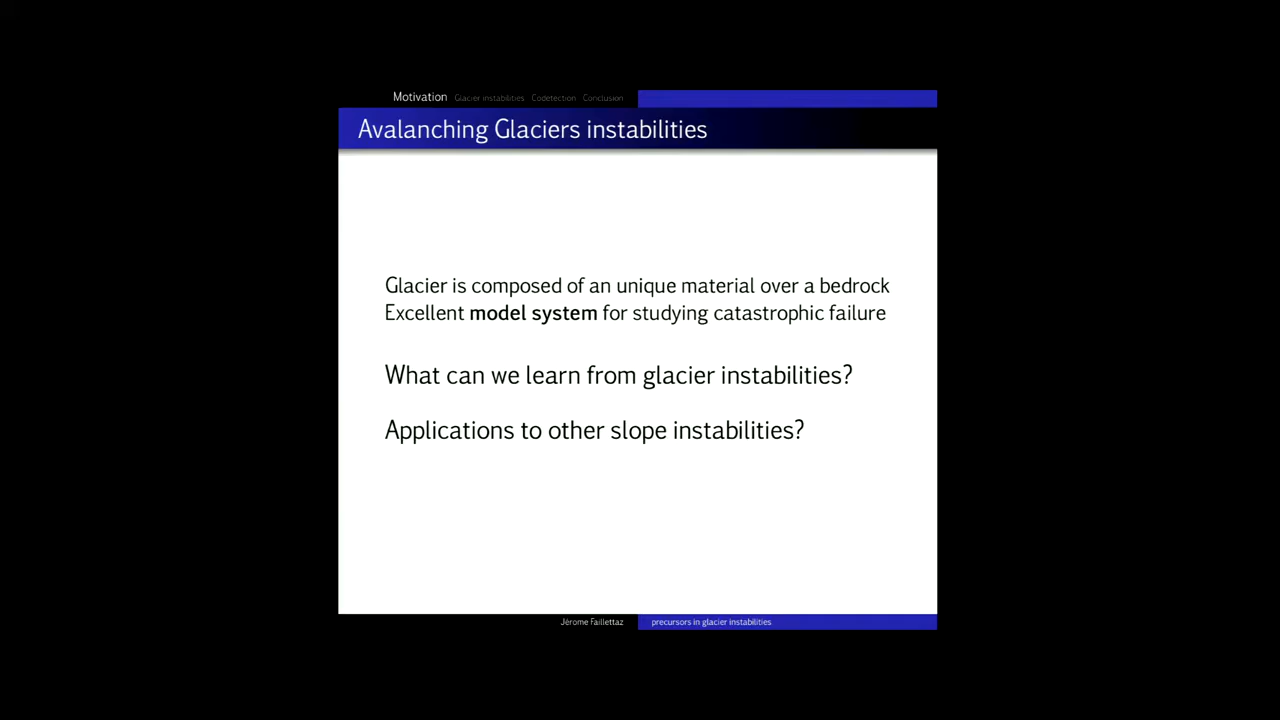 Motivation Glacier instabilities Codetection Conclusion
Avalanching Glaciers instabilities
Glacier is composed of an unique material over a bedrock
Excellent model system for studying catastrophic failure
What can we learn from glacier instabilities?
Applications to other slope instabilities?
Jérome Faillettaz precursors in glacier instabilities